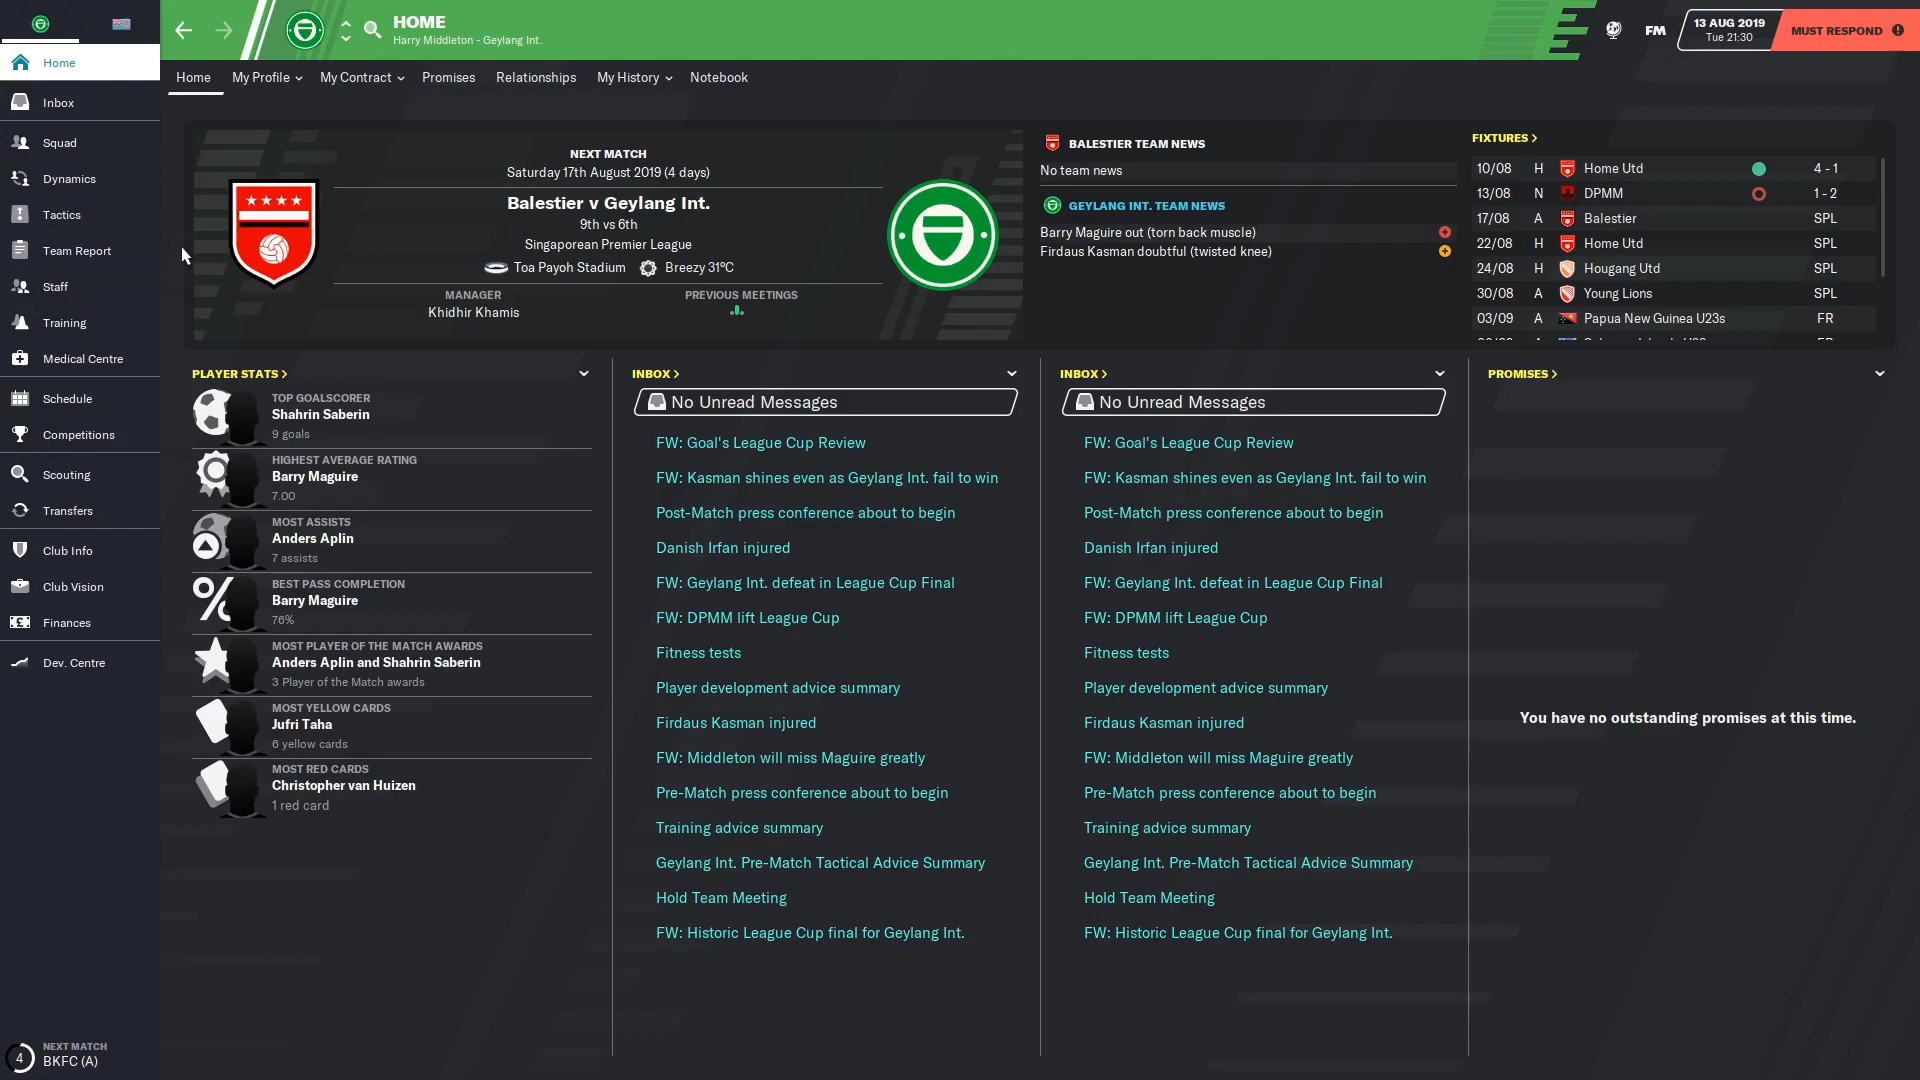 HOME
Harry Middleton - Geylang Int.
FM
13 AUG 2019
Tue 21:30
MUST RESPOND
Home
My Profile
My Contract
Promises
Relationships
My History
Notebook
Home
Inbox
Squad
Dynamics
Tactics
Team Report
Staff
Training
Medical Centre
Schedule
Competitions
Scouting
Transfers
Club Info
Club Vision
Finances
Dev. Centre
4
NEXT MATCH
BKFC (A)
NEXT MATCH
Saturday 17th August 2019 (4 days)
Balestier v Geylang Int.
9th vs 6th
Singaporean Premier League
Toa Payoh Stadium
Breezy 31°C
MANAGER
Khidhir Khamis
PREVIOUS MEETINGS
BALESTIER TEAM NEWS
No team news
GEYLANG INT. TEAM NEWS
Barry Maguire out (torn back muscle)
Firdaus Kasman doubtful (twisted knee)
FIXTURES >
10/08 H Home Utd 4 - 1
13/08 N DPMM 1 - 2
17/08 A Balestier SPL
22/08 H Home Utd SPL
24/08 H Hougang Utd SPL
30/08 A Young Lions SPL
03/09 A Papua New Guinea U23s FR
PLAYER STATS >
TOP GOALSCORER
Shahrin Saberin
9 goals
HIGHEST AVERAGE RATING
Barry Maguire
7.00
MOST ASSISTS
Anders Aplin
7 assists
BEST PASS COMPLETION
Barry Maguire
76%
MOST PLAYER OF THE MATCH AWARDS
Anders Aplin and Shahrin Saberin
3 Player of the Match awards
MOST YELLOW CARDS
Jufri Taha
6 yellow cards
MOST RED CARDS
Christopher van Huizen
1 red card
INBOX >
No Unread Messages
FW: Goal's League Cup Review
FW: Kasman shines even as Geylang Int. fail to win
Post-Match press conference about to begin
Danish Irfan injured
FW: Geylang Int. defeat in League Cup Final
FW: DPMM lift League Cup
Fitness tests
Player development advice summary
Firdaus Kasman injured
FW: Middleton will miss Maguire greatly
Pre-Match press conference about to begin
Training advice summary
Geylang Int. Pre-Match Tactical Advice Summary
Hold Team Meeting
FW: Historic League Cup final for Geylang Int.
INBOX >
No Unread Messages
FW: Goal's League Cup Review
FW: Kasman shines even as Geylang Int. fail to win
Post-Match press conference about to begin
Danish Irfan injured
FW: Geylang Int. defeat in League Cup Final
FW: DPMM lift League Cup
Fitness tests
Player development advice summary
Firdaus Kasman injured
FW: Middleton will miss Maguire greatly
Pre-Match press conference about to begin
Training advice summary
Geylang Int. Pre-Match Tactical Advice Summary
Hold Team Meeting
FW: Historic League Cup final for Geylang Int.
PROMISES >
You have no outstanding promises at this time.